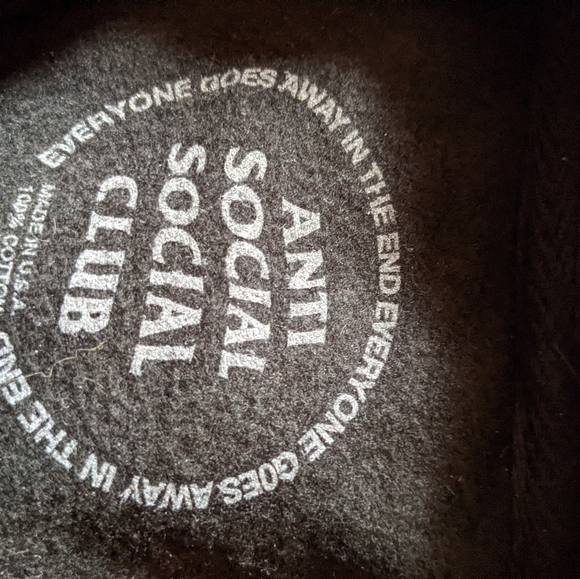 EVERYONE GOES AWAY IN THE END EVERYONE GOES AWAY IN THE END
ANTI
SOCIAL
SOCIAL
CLUB
MADE IN U.S.A
100% COTTON